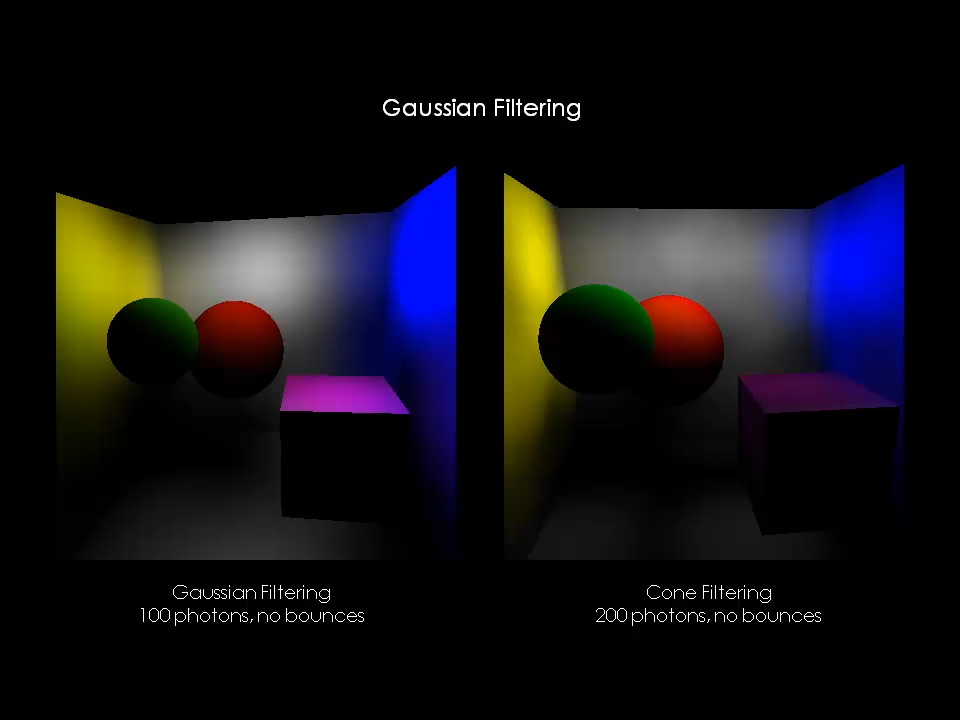 Gaussian Filtering
Gaussian Filtering
100 photons, no bounces
Cone Filtering
200 photons, no bounces